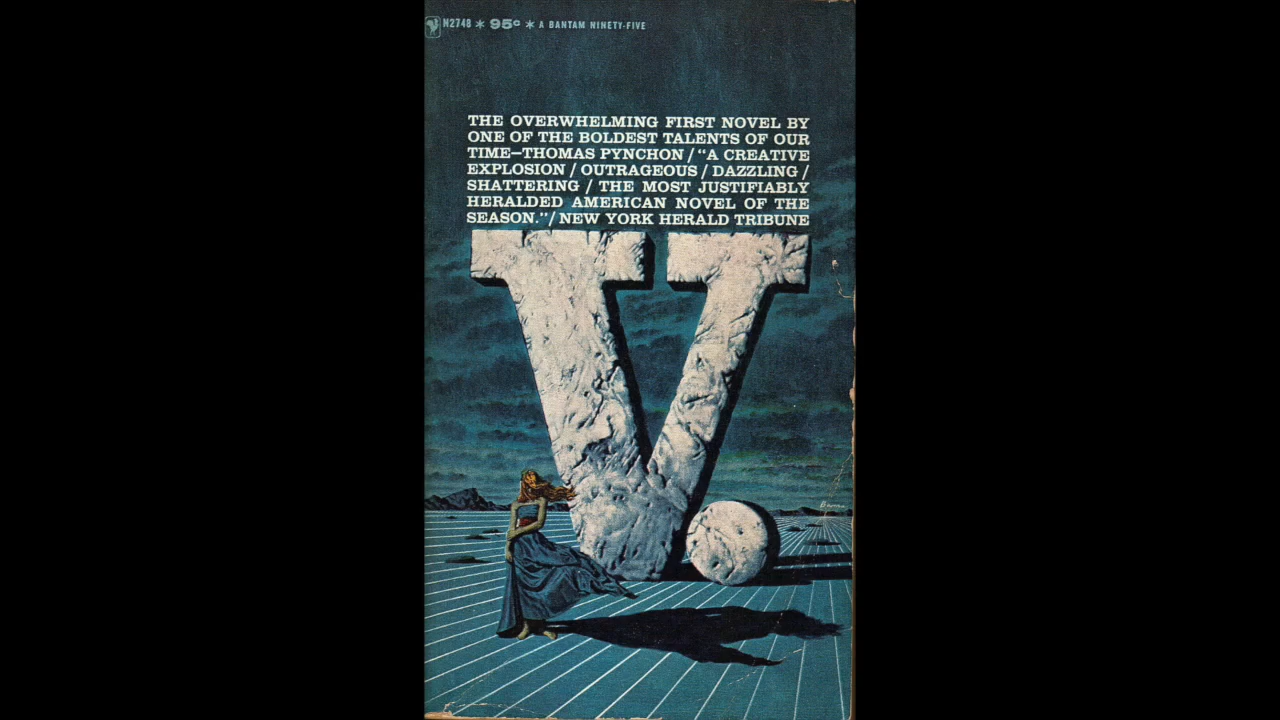 N2748 * 95¢ * A BANTAM NINETY-FIVE
THE OVERWHELMING FIRST NOVEL BY
ONE OF THE BOLDEST TALENTS OF OUR
TIME—THOMAS PYNCHON / "A CREATIVE
EXPLOSION / OUTRAGEOUS / DAZZLING /
SHATTERING / THE MOST JUSTIFIABLY
HERALDED AMERICAN NOVEL OF THE
SEASON." / NEW YORK HERALD TRIBUNE
V.